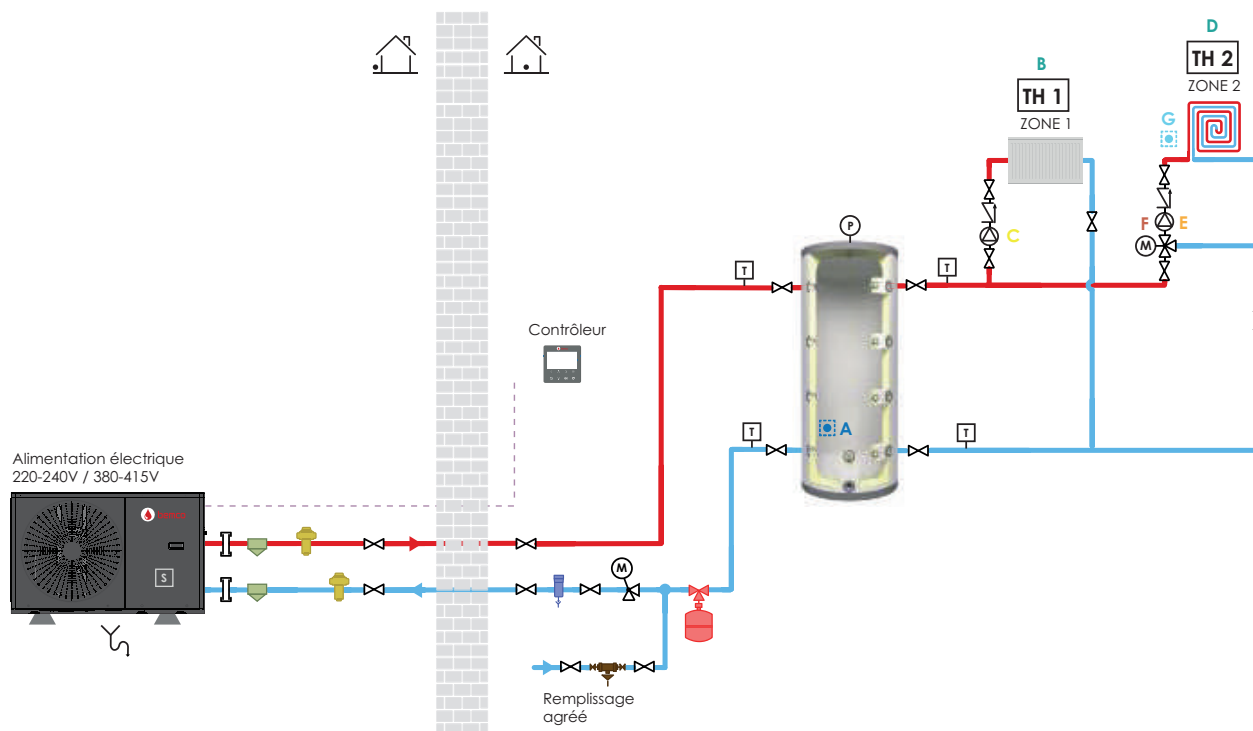 D
TH 2
ZONE 2
B
TH 1
ZONE 1
G
P
C
F
E
M
T
T
Contrôleur
A
T
T
Alimentation électrique
220-240V / 380-415V
S
M
Remplissage
agréé